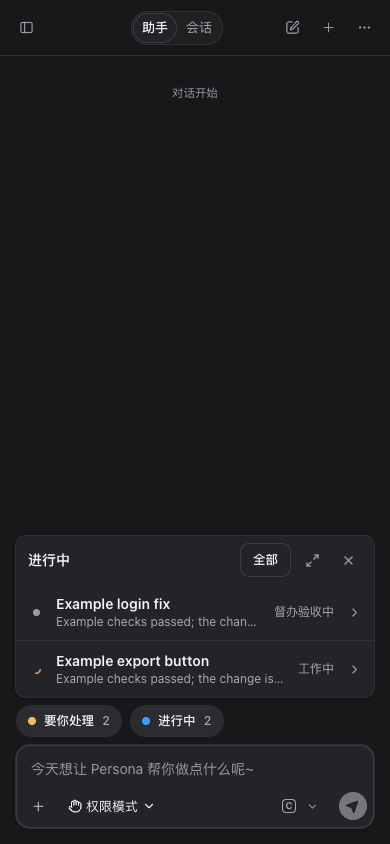 助手 会话
对话开始
进行中 全部
Example login fix
Example checks passed; the chan... 督办验收中
Example export button
Example checks passed; the change is... 工作中
要你处理 2 进行中 2
今天想让 Persona 帮你做点什么呢~
权限模式 C